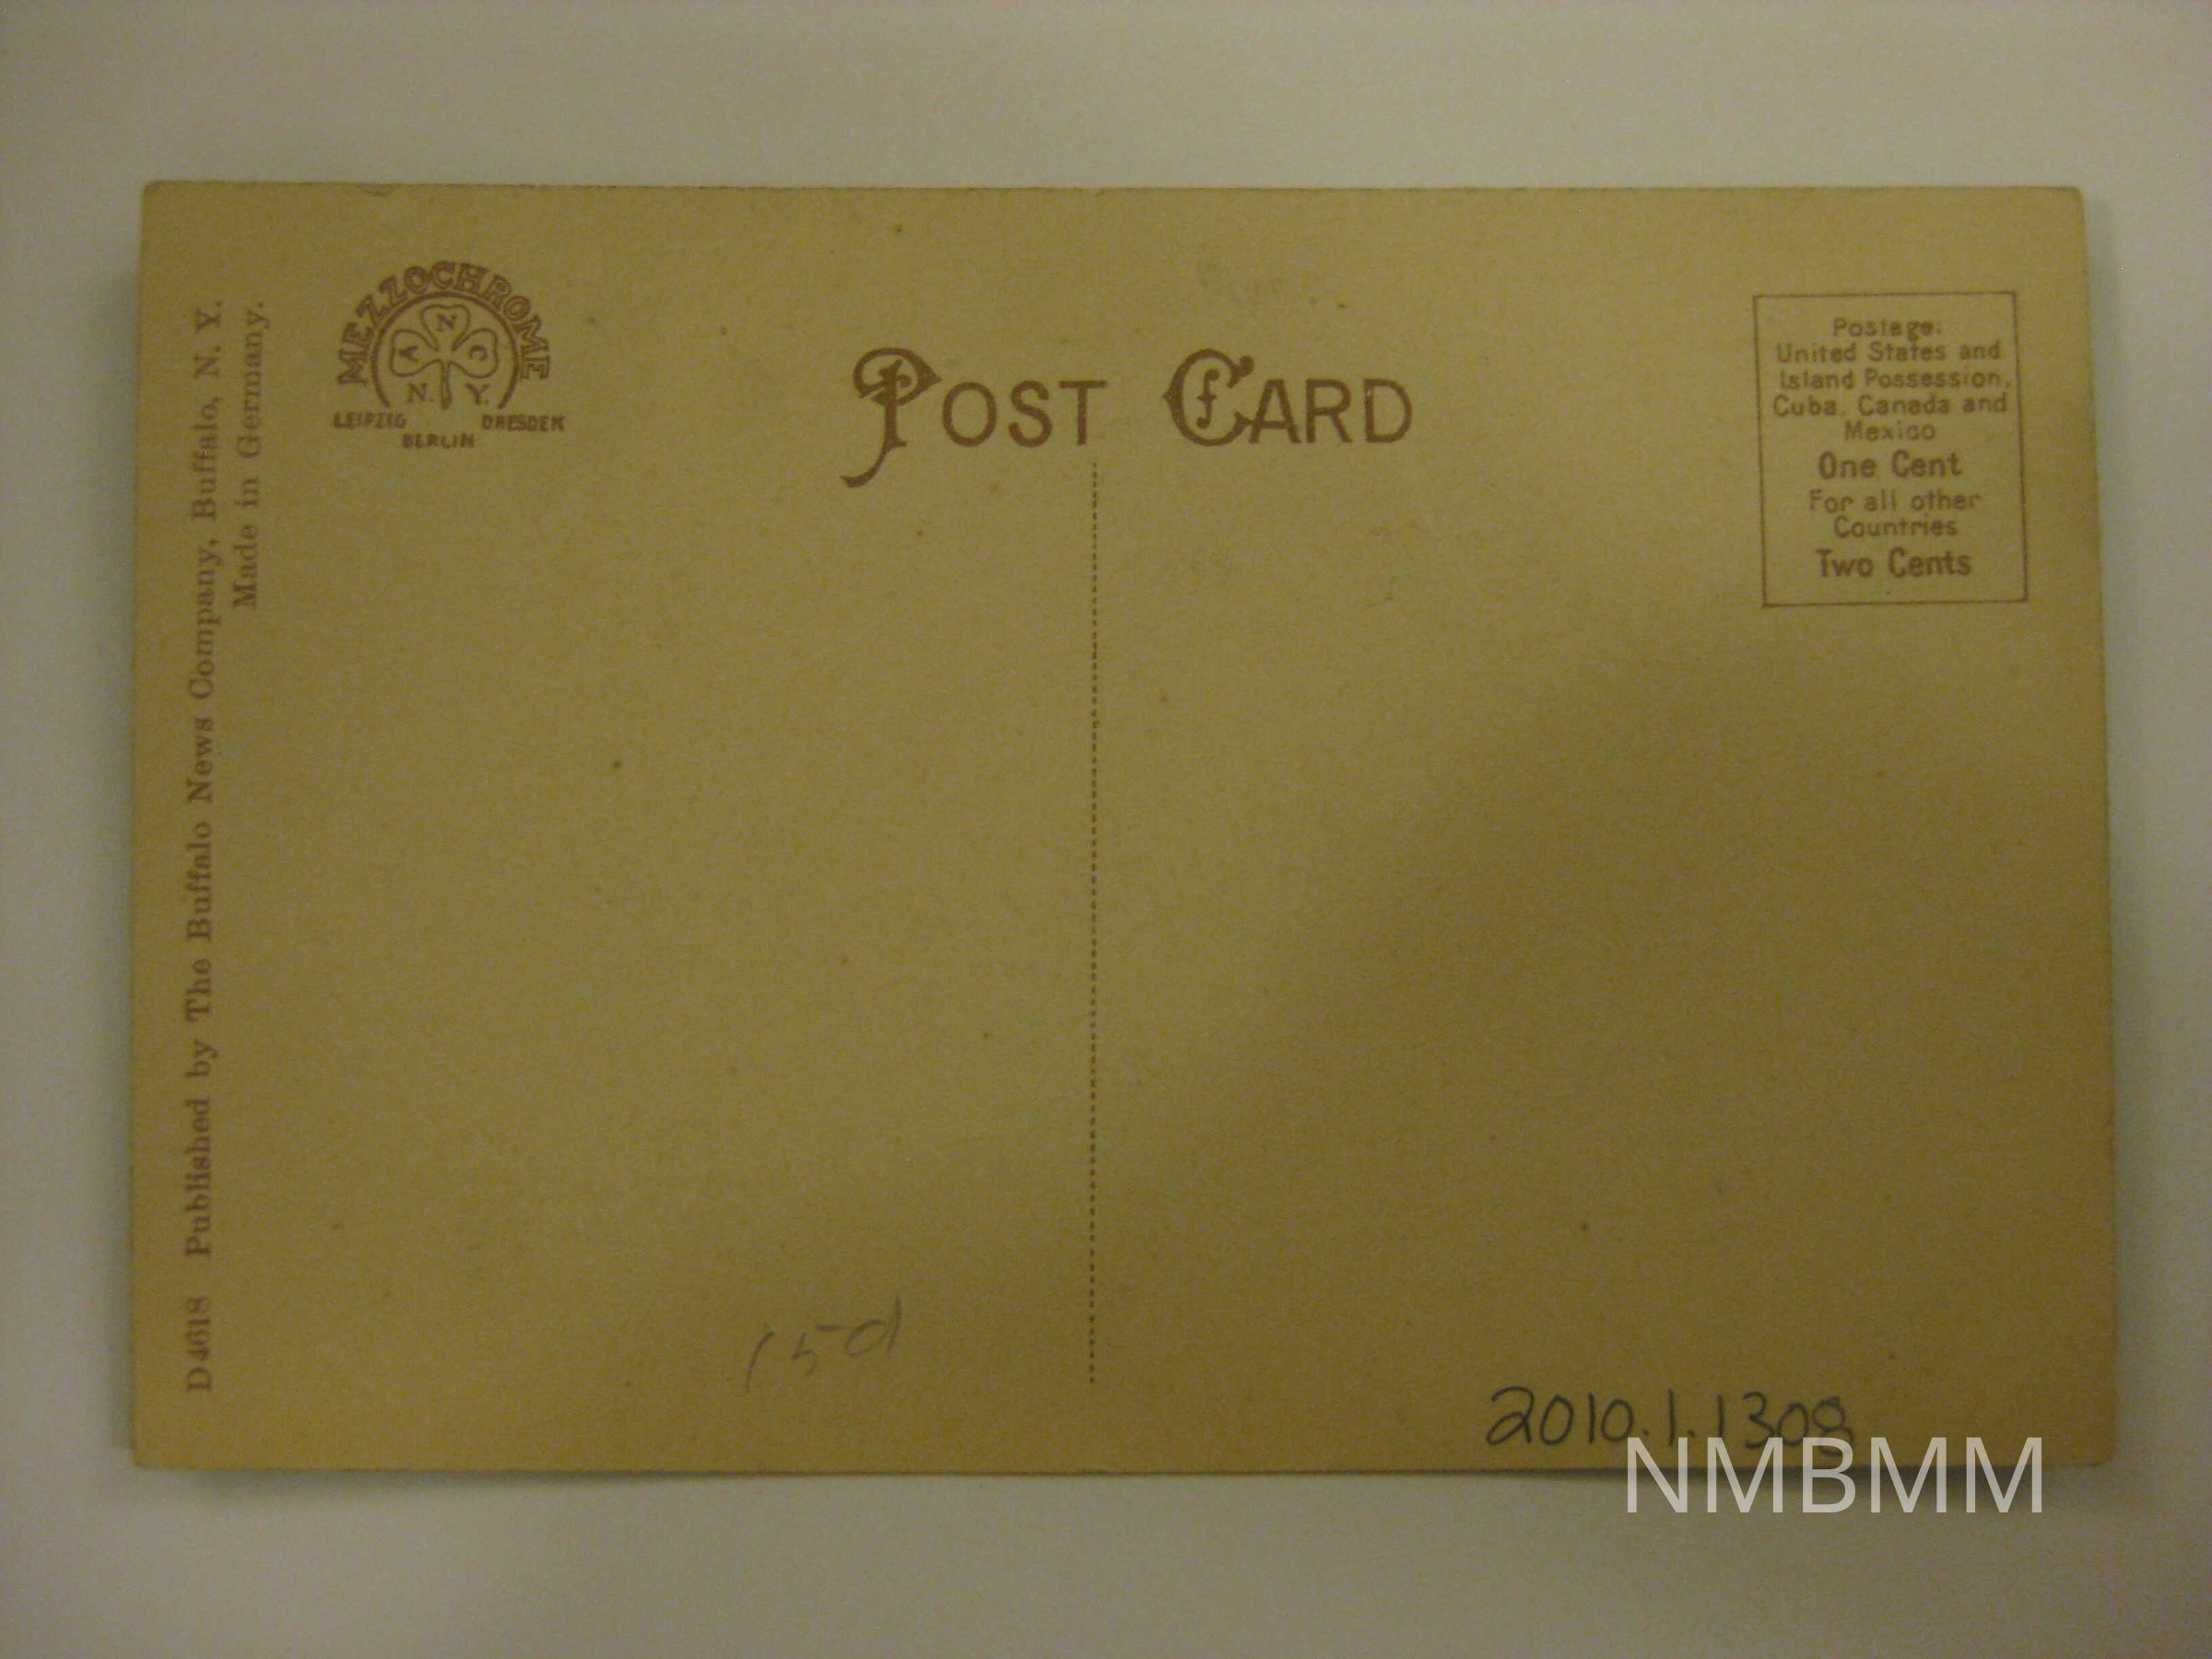 D 4618 Published by The Buffalo News Company, Buffalo, N. Y.
Made in Germany.
MEZZOCHROME
A N C
N. Y.
LEIPZIG DRESDEN
BERLIN
POST CARD
Postage:
United States and
Island Possession,
Cuba, Canada and
Mexico
One Cent
For all other
Countries
Two Cents
15d
2010.1.1308
NMBMM